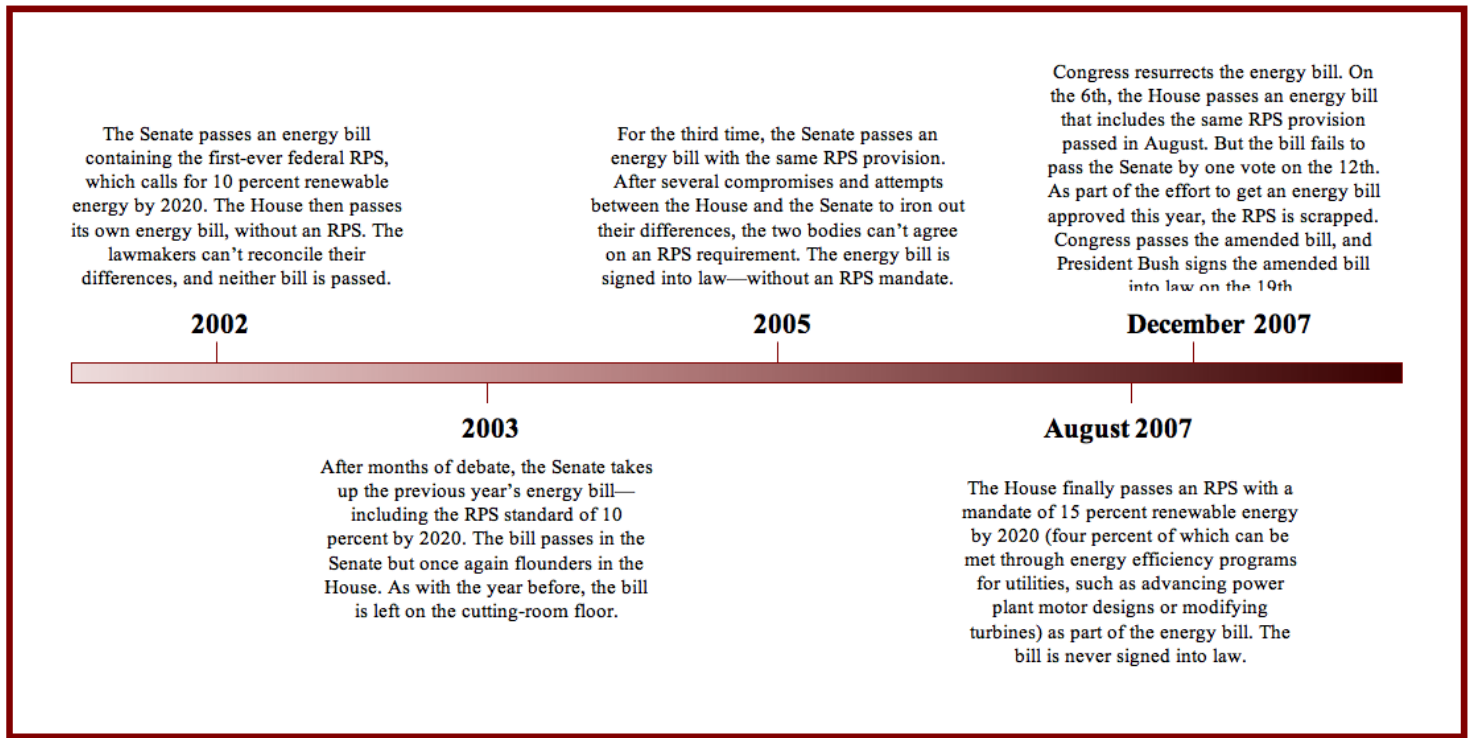 The Senate passes an energy bill
containing the first-ever federal RPS,
which calls for 10 percent renewable
energy by 2020. The House then passes
its own energy bill, without an RPS. The
lawmakers can't reconcile their
differences, and neither bill is passed.
2002
After months of debate, the Senate takes
up the previous year's energy bill—
including the RPS standard of 10
percent by 2020. The bill passes in the
Senate but once again flounders in the
House. As with the year before, the bill
is left on the cutting-room floor.
2003
For the third time, the Senate passes an
energy bill with the same RPS provision.
After several compromises and attempts
between the House and the Senate to iron out
their differences, the two bodies can't agree
on an RPS requirement. The energy bill is
signed into law—without an RPS mandate.
2005
August 2007
The House finally passes an RPS with a
mandate of 15 percent renewable energy
by 2020 (four percent of which can be
met through energy efficiency programs
for utilities, such as advancing power
plant motor designs or modifying
turbines) as part of the energy bill. The
bill is never signed into law.
Congress resurrects the energy bill. On
the 6th, the House passes an energy bill
that includes the same RPS provision
passed in August. But the bill fails to
pass the Senate by one vote on the 12th.
As part of the effort to get an energy bill
approved this year, the RPS is scrapped.
Congress passes the amended bill, and
President Bush signs the amended bill
into law on the 19th
December 2007